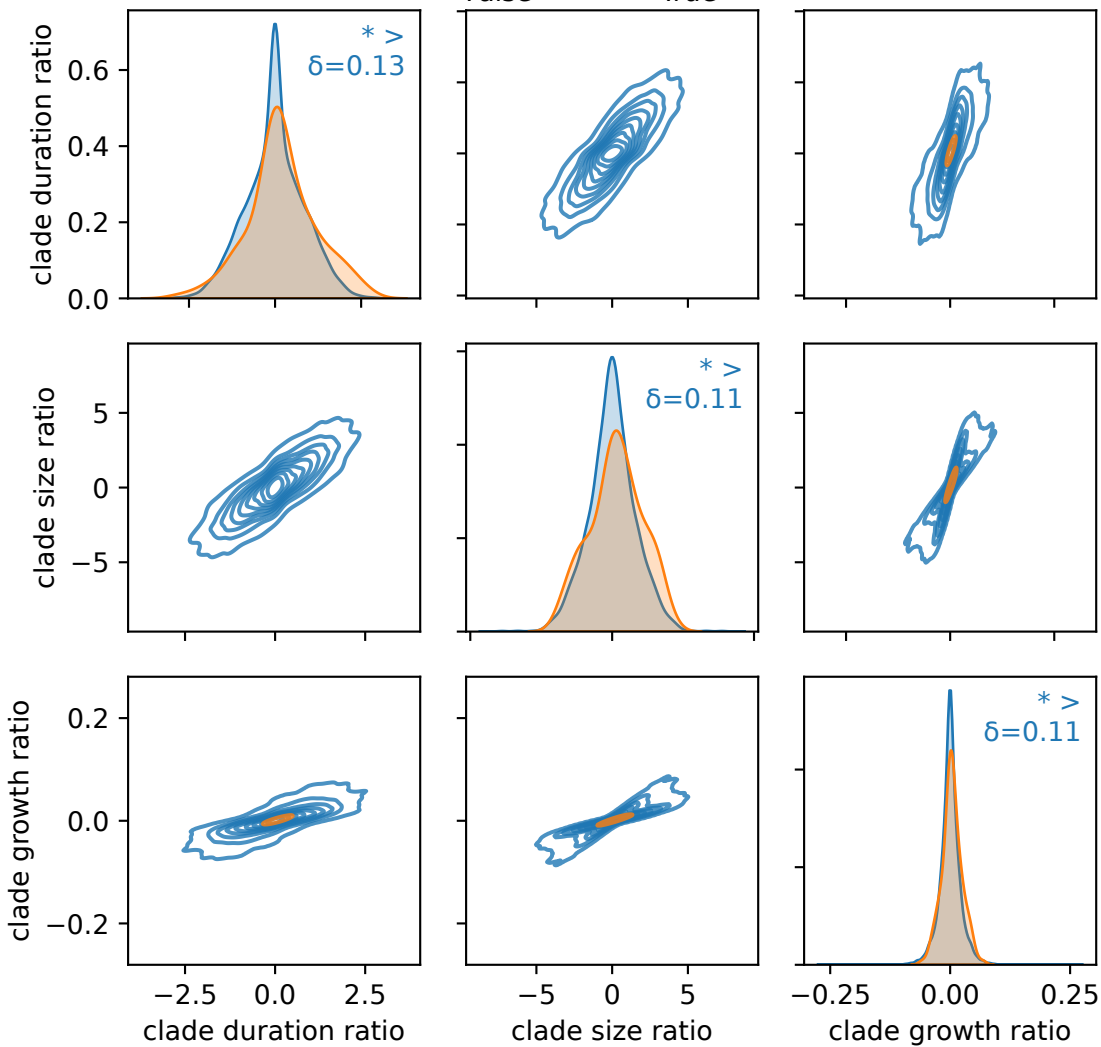 clade duration ratio
0.6
0.4
0.2
0.0
* >
δ=0.13
clade size ratio
5
0
−5
* >
δ=0.11
clade growth ratio
0.2
0.0
−0.2
* >
δ=0.11
−2.5 0.0 2.5
−5 0 5
−0.25 0.00 0.25
clade duration ratio
clade size ratio
clade growth ratio